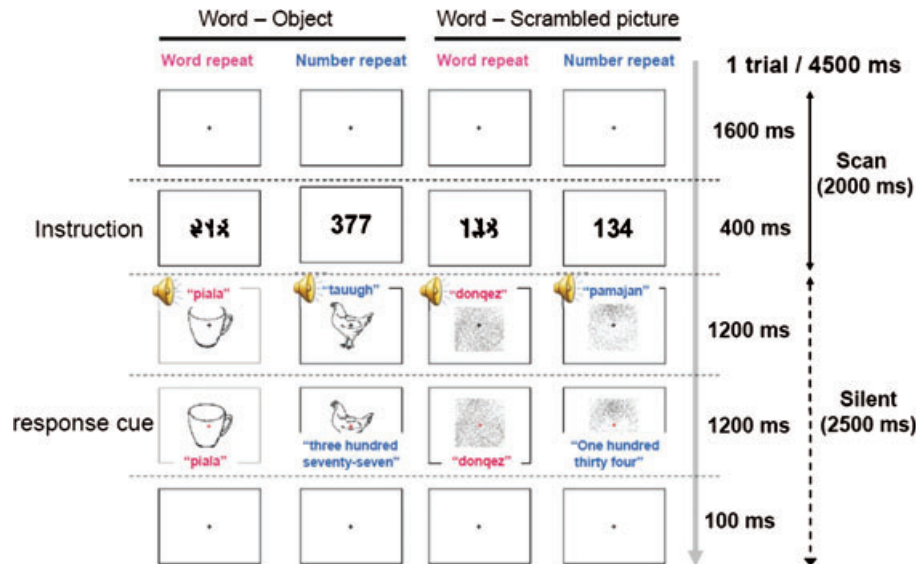 Word – Object
Word – Scrambled picture
Word repeat
Number repeat
Word repeat
Number repeat
1 trial / 4500 ms
1600 ms
Scan
(2000 ms)
Instruction
377
134
400 ms
“piala”
“tauugh”
“donqez”
“pamajan”
1200 ms
response cue
“piala”
“three hundred
seventy-seven”
“donqez”
“One hundred
thirty four”
1200 ms
Silent
(2500 ms)
100 ms